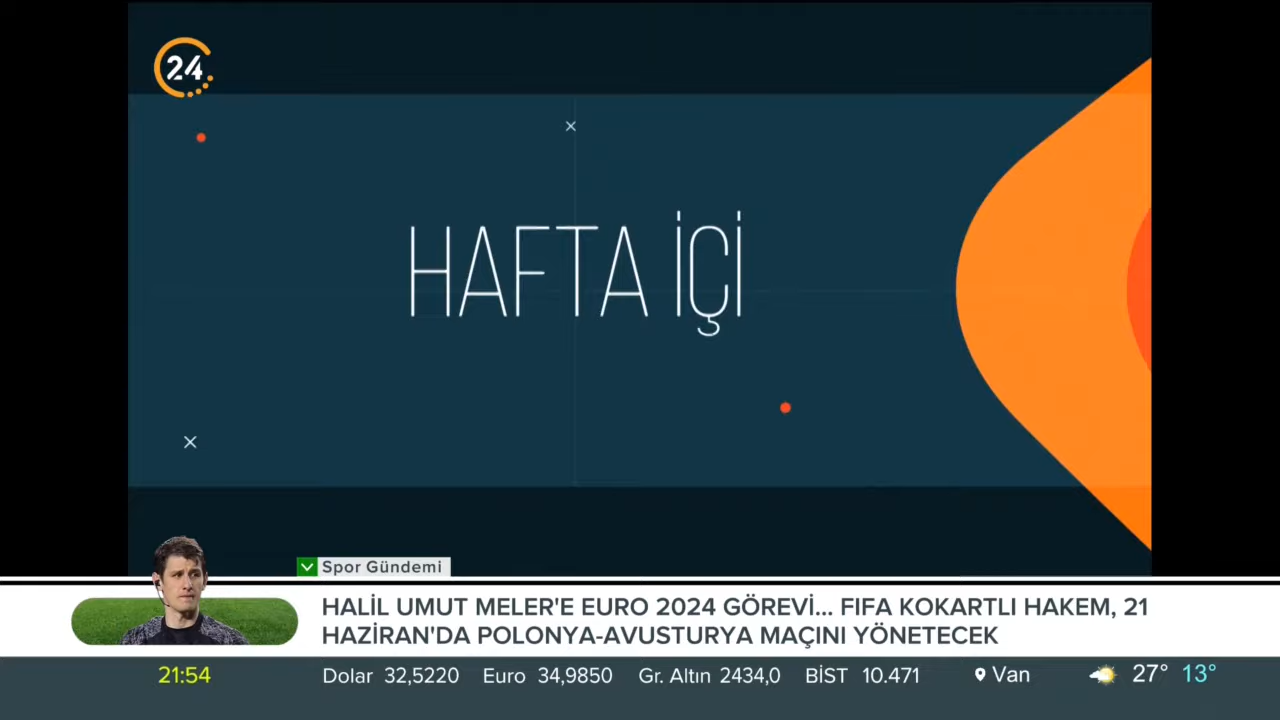 24
HAFTA İÇİ
Spor Gündemi
HALİL UMUT MELER'E EURO 2024 GÖREVİ... FIFA KOKARTLI HAKEM, 21
HAZİRAN'DA POLONYA-AVUSTURYA MAÇINI YÖNETECEK
21:54 Dolar 32,5220 Euro 34,9850 Gr. Altın 2434,0 BİST 10.471 Van 27° 13°